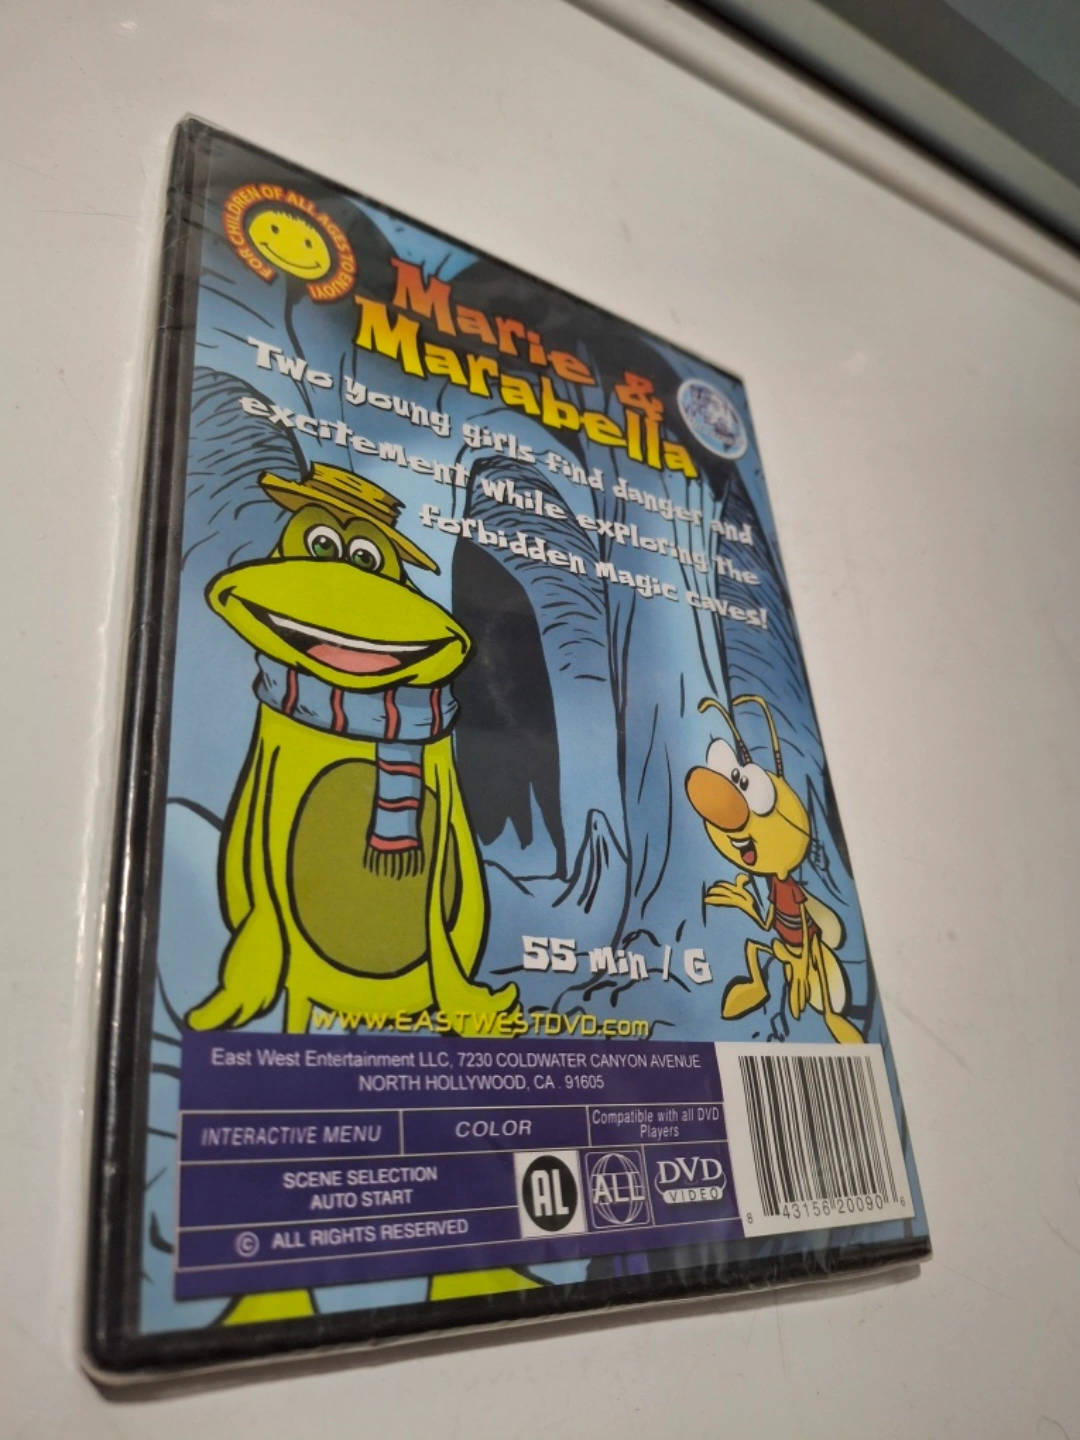 FOR CHILDREN OF ALL AGES TO ENJOY!
Marie &
Marabella
Two young girls find danger and
excitement while exploring the
forbidden magic caves!
55 Min / G
www.EASTWESTDVD.com
East West Entertainment LLC, 7230 COLDWATER CANYON AVENUE
NORTH HOLLYWOOD, CA . 91605
INTERACTIVE MENU
COLOR
Compatible with all DVD
Players
SCENE SELECTION
AUTO START
AL
ALL
DVD
VIDEO
© ALL RIGHTS RESERVED
8 43156 20090 6